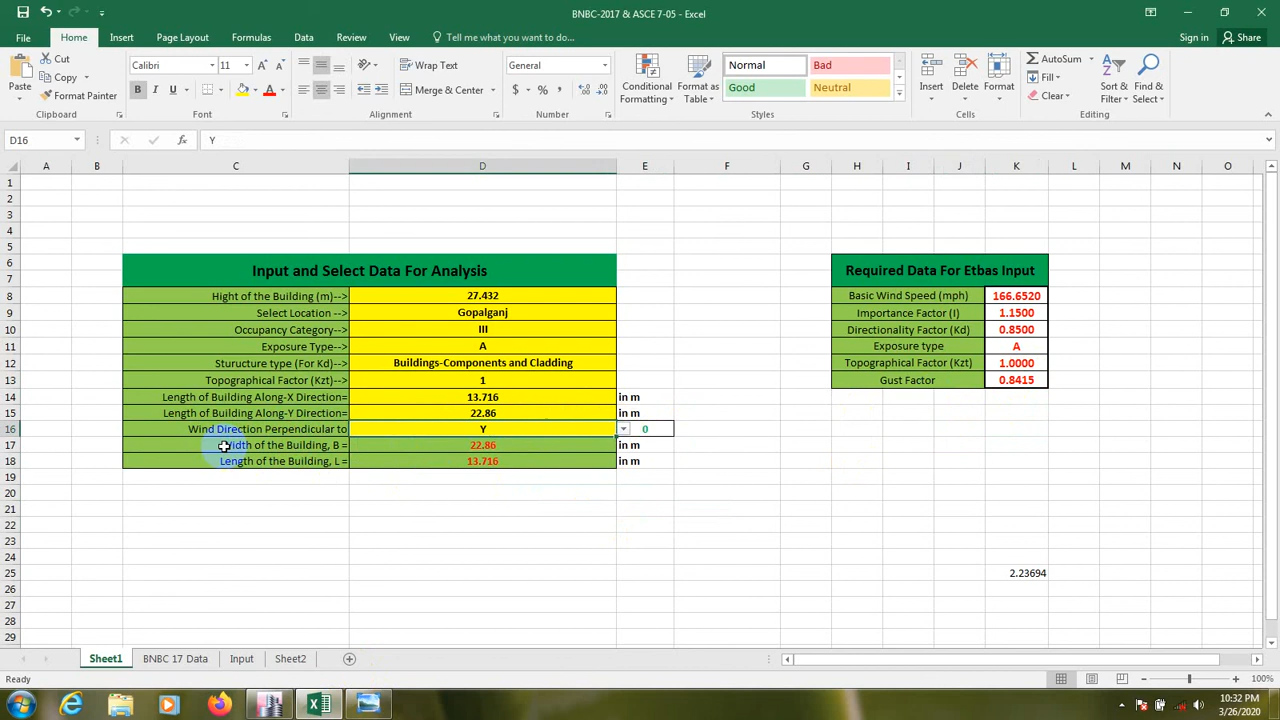 BNBC-2017 & ASCE 7-05 - Excel
File Home Insert Page Layout Formulas Data Review View Tell me what you want to do... Sign in Share
Paste Cut Copy Format Painter Clipboard
Calibri 11 B I U A Font
Wrap Text Merge & Center Alignment
General $ % , Number
Conditional Formatting Format as Table Normal Bad Good Neutral Styles
Insert Delete Format Cells
AutoSum Fill Clear Sort & Filter Find & Select Editing
D16 fx Y
A B C D E F G H I J K L M N O
1
2
3
4
5
6 Input and Select Data For Analysis Required Data For Etbas Input
7
8 Hight of the Building (m)--> 27.432 Basic Wind Speed (mph) 166.6520
9 Select Location --> Gopalganj Importance Factor (I) 1.1500
10 Occupancy Category--> III Directionality Factor (Kd) 0.8500
11 Exposure Type--> A Exposure type A
12 Sturucture type (For Kd)--> Buildings-Components and Cladding Topographical Factor (Kzt) 1.0000
13 Topographical Factor (Kzt)--> 1 Gust Factor 0.8415
14 Length of Building Along-X Direction= 13.716 in m
15 Length of Building Along-Y Direction= 22.86 in m
16 Wind Direction Perpendicular to Y 0
17 Width of the Building, B = 22.86 in m
18 Length of the Building, L = 13.716 in m
19
20
21
22
23
24
25 2.23694
26
27
28
29
Sheet1 BNBC 17 Data Input Sheet2
Ready 100%
10:32 PM
3/26/2020